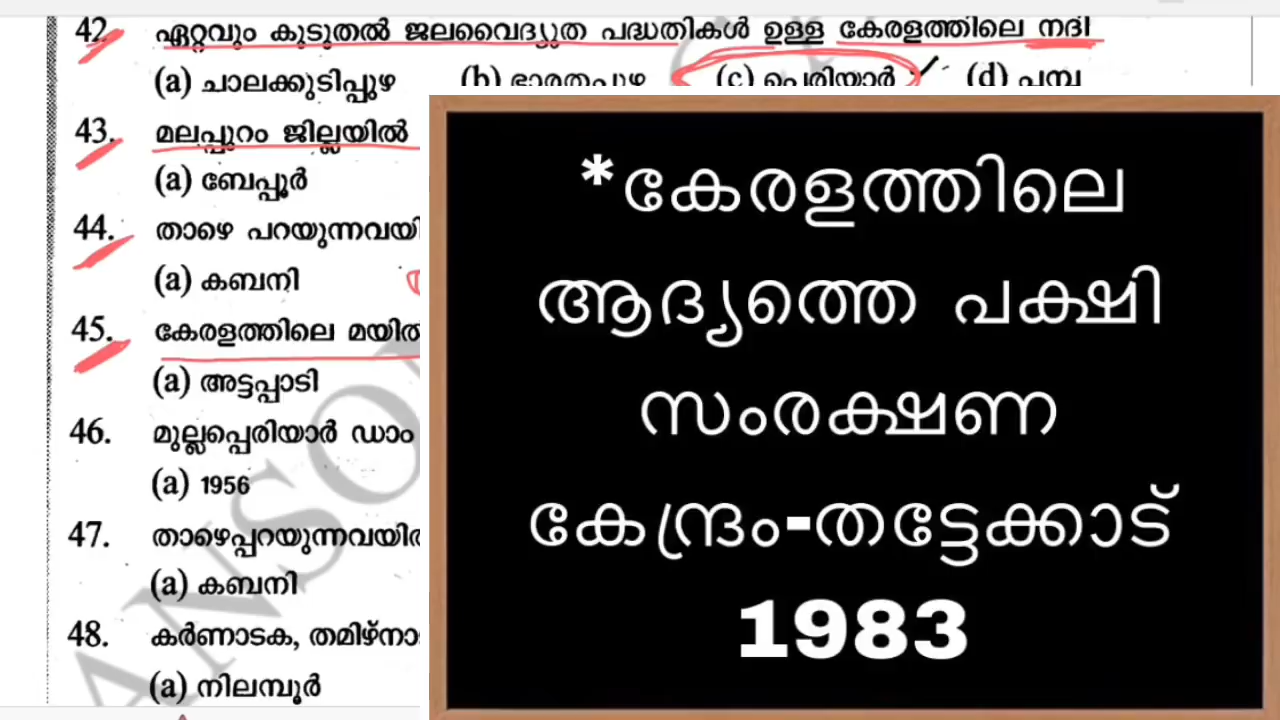 42. ഏറ്റവും കൂടുതൽ ജലവൈദ്യുത പദ്ധതികൾ ഉള്ള കേരളത്തിലെ നദി
(a) ചാലക്കുടിപ്പുഴ (b) ഭാരതപുഴ (c) പെരിയാർ (d) പമ്പ
43. മലപ്പുറം ജില്ലയിൽ
(a) ബേപ്പൂർ
44. താഴെ പറയുന്നവയി
(a) കബനി
45. കേരളത്തിലെ മയിൽ
(a) അട്ടപ്പാടി
46. മുല്ലപ്പെരിയാർ ഡാം
(a) 1956
47. താഴെപ്പറയുന്നവയിൽ
(a) കബനി
48. കർണാടക, തമിഴ്നാ
(a) നിലമ്പൂർ
*കേരളത്തിലെ
ആദ്യത്തെ പക്ഷി
സംരക്ഷണ
കേന്ദ്രം-തട്ടേക്കാട്
1983